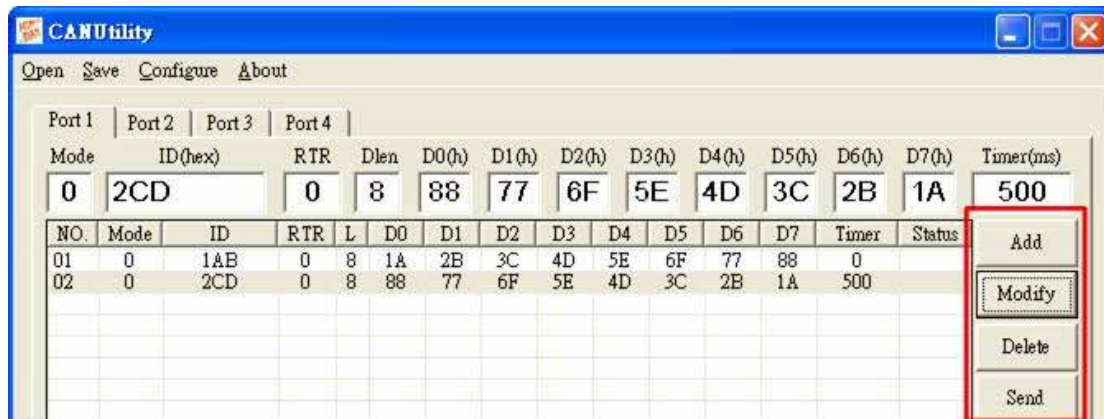 CANUtility
Open Save Configure About
Port 1 Port 2 Port 3 Port 4
Mode ID(hex) RTR Dlen D0(h) D1(h) D2(h) D3(h) D4(h) D5(h) D6(h) D7(h) Timer(ms)
0 2CD 0 8 88 77 6F 5E 4D 3C 2B 1A 500
NO. Mode ID RTR L D0 D1 D2 D3 D4 D5 D6 D7 Timer Status
01 0 1AB 0 8 1A 2B 3C 4D 5E 6F 77 88 0
02 0 2CD 0 8 88 77 6F 5E 4D 3C 2B 1A 500
Add
Modify
Delete
Send